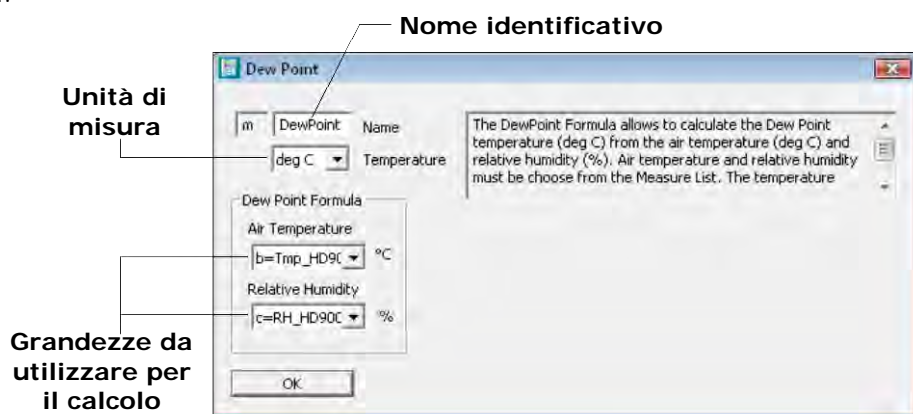 Nome identificativo
Dew Point
Unità di
misura
m DewPoint Name
deg C Temperature
The DewPoint Formula allows to calculate the Dew Point
temperature (deg C) from the air temperature (deg C) and
relative humidity (%). Air temperature and relative humidity
must be choose from the Measure List. The temperature
Dew Point Formula
Air Temperature
b=Tmp_HD90 °C
Relative Humidity
c=RH_HD90 %
Grandezze da
utilizzare per
il calcolo
OK